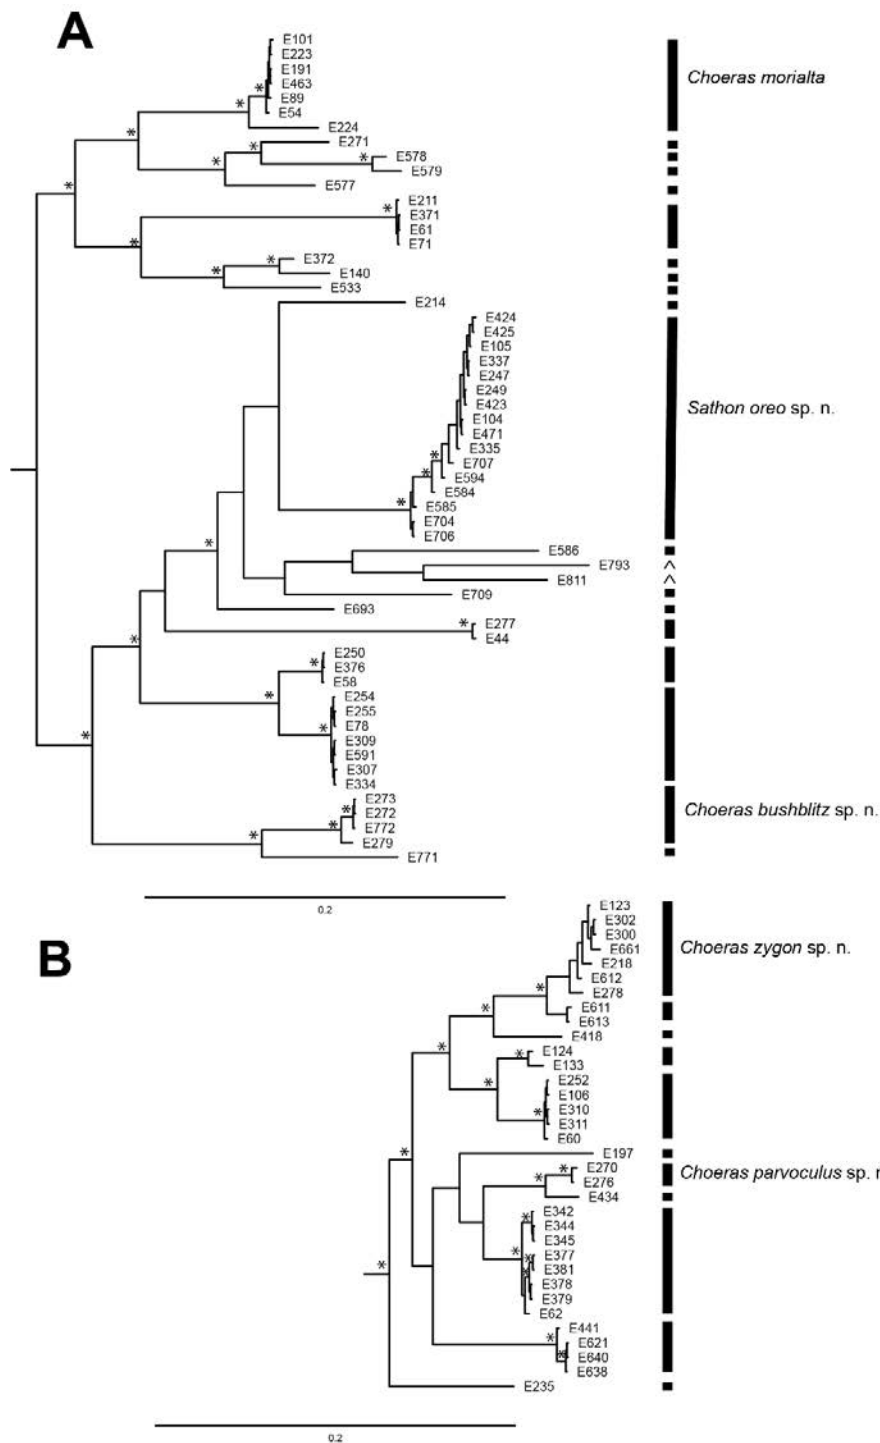 A
E101
E223
E191
E463
E89
E54
E224
E271
E578
E579
E577
E211
E371
E61
E71
E372
E140
E533
E214
E424
E425
E105
E337
E247
E249
E423
E104
E471
E335
E707
E594
E584
E585
E704
E706
E586
E793
E811
E709
E693
E277
E44
E250
E376
E58
E254
E255
E78
E309
E591
E307
E334
E273
E272
E772
E279
E771
Choeras morialta
Sathon oreo sp. n.
Choeras bushblitz sp. n.
0.2
B
E123
E302
E300
E661
E218
E612
E278
E611
E613
E418
E124
E133
E252
E106
E310
E311
E60
E197
E270
E276
E434
E342
E344
E345
E377
E381
E378
E379
E62
E441
E621
E640
E638
E235
Choeras zygon sp. n.
Choeras parvoculus sp. n
0.2